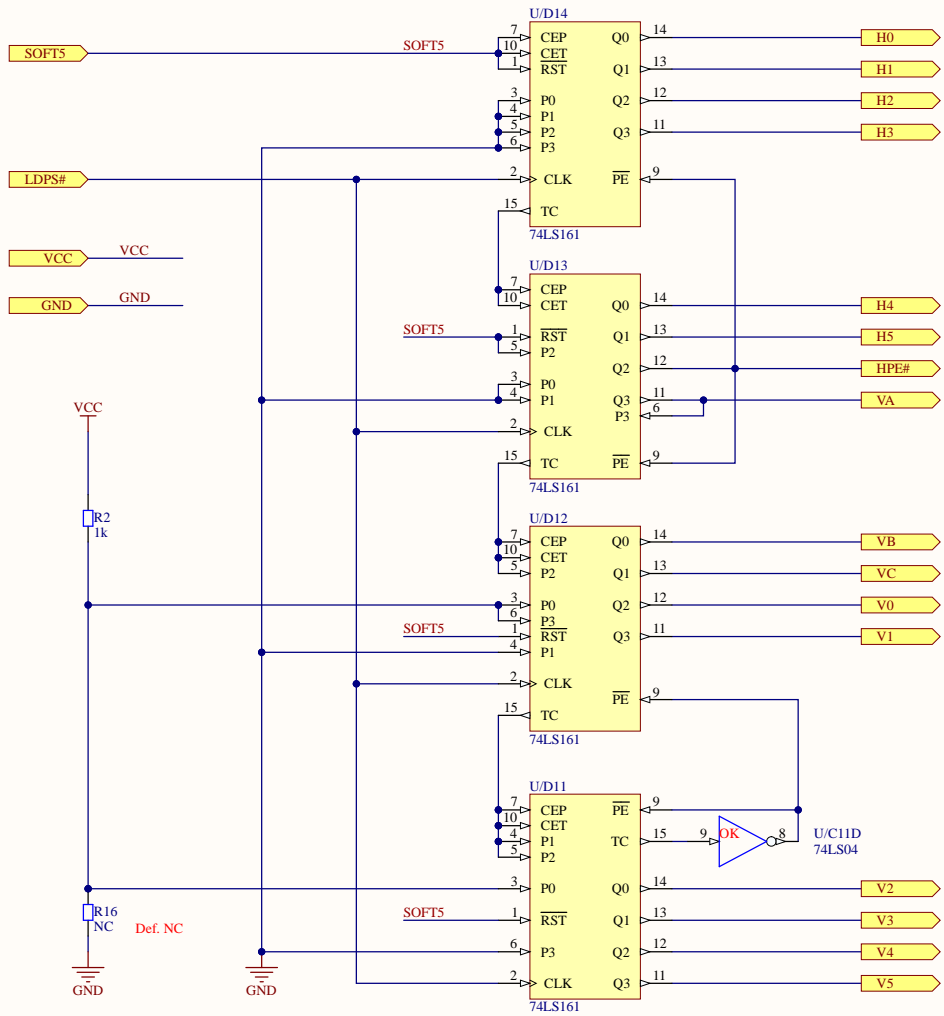 U/D14
SOFT5
SOFT5
7 CEP Q0 14 H0
10 CET
1 RST Q1 13 H1
3 P0 Q2 12 H2
4 P1
5 P2 Q3 11 H3
6 P3
LDPS#
2 CLK PE 9
15 TC
74LS161
VCC VCC
GND GND
U/D13
7 CEP
10 CET Q0 14 H4
SOFT5 1 RST Q1 13 H5
5 P2
Q2 12 HPE#
3 P0
4 P1 Q3 11 VA
P3 6
2 CLK
15 TC PE 9
74LS161
VCC
R2
1k
U/D12
7 CEP Q0 14 VB
10 CET
5 P2 Q1 13 VC
3 P0 Q2 12 V0
6 P3
SOFT5 1 RST Q3 11 V1
4 P1
2 CLK
PE 9
15 TC
74LS161
U/D11
7 CEP PE 9
10 CET
4 P1 TC 15 9 OK 8
5 P2
U/C11D
74LS04
3 P0 Q0 14 V2
R16
NC
Def. NC
SOFT5 1 RST Q1 13 V3
6 P3 Q2 12 V4
2 CLK Q3 11 V5
GND GND
74LS161